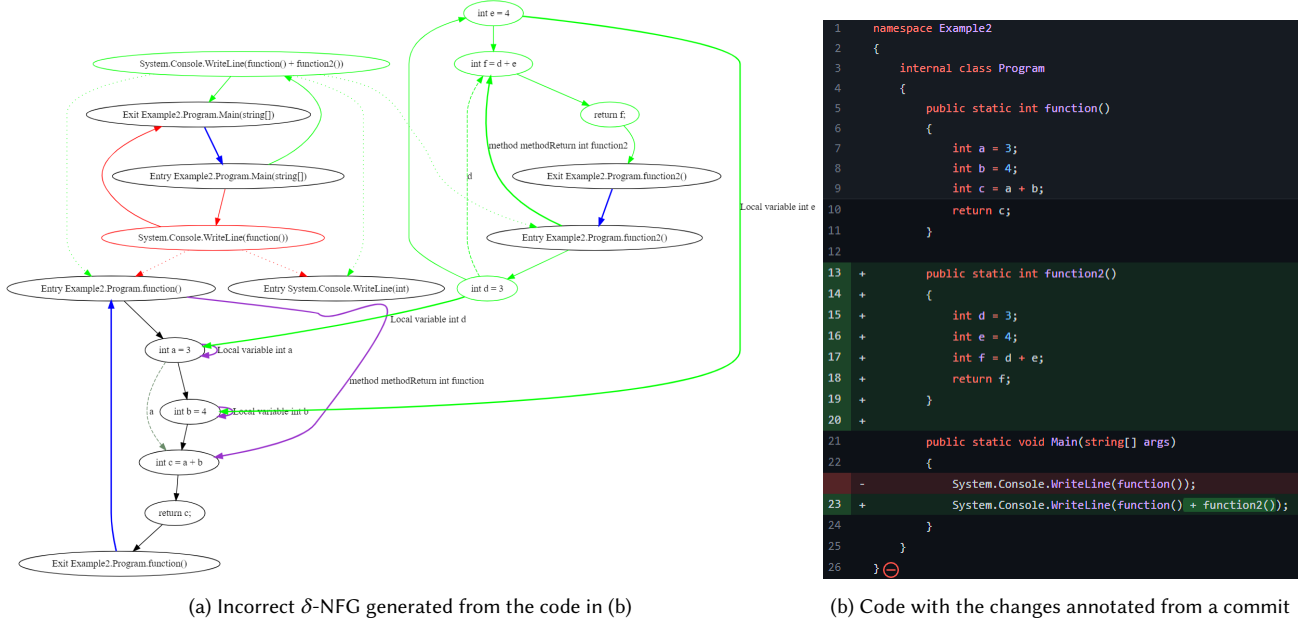 int e = 4
System.Console.WriteLine(function() + function2())
int f = d + e
Exit Example2.Program.Main(string[])
return f;
method methodReturn int function2
d
Entry Example2.Program.Main(string[])
Exit Example2.Program.function2()
Local variable int e
System.Console.WriteLine(function())
Entry Example2.Program.function2()
Entry Example2.Program.function()
Entry System.Console.WriteLine(int)
int d = 3
Local variable int d
int a = 3
Local variable int a
method methodReturn int function
a
int b = 4
Local variable int b
int c = a + b
return c;
Exit Example2.Program.function()
(a) Incorrect δ-NFG generated from the code in (b)
1 namespace Example2
2 {
3 internal class Program
4 {
5 public static int function()
6 {
7 int a = 3;
8 int b = 4;
9 int c = a + b;
10 return c;
11 }
12
13 + public static int function2()
14 + {
15 + int d = 3;
16 + int e = 4;
17 + int f = d + e;
18 + return f;
19 + }
20 +
21 public static void Main(string[] args)
22 {
- System.Console.WriteLine(function());
23 + System.Console.WriteLine(function() + function2());
24 }
25 }
26 }
(b) Code with the changes annotated from a commit